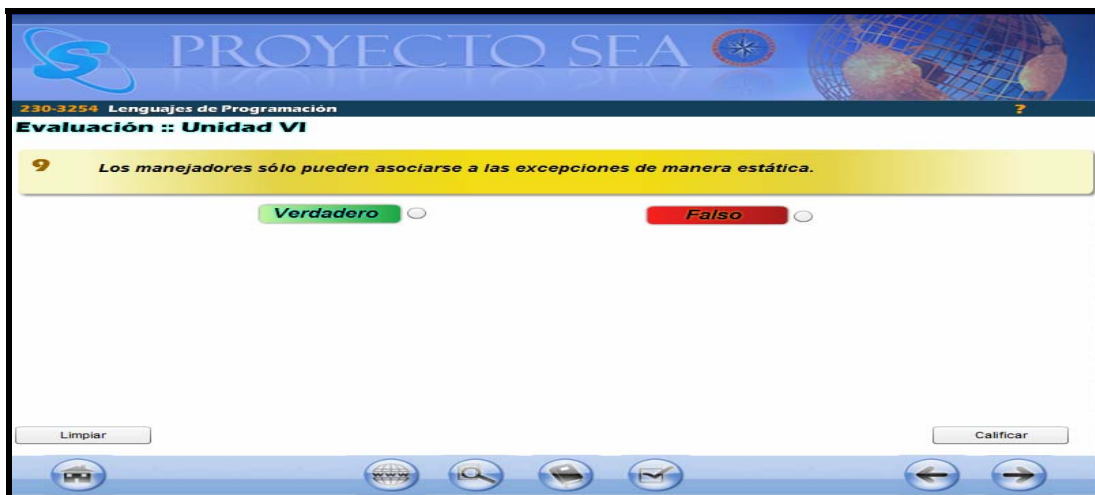 PROYECTO SEA
230-3254 Lenguajes de Programación ?
Evaluación :: Unidad VI
9 Los manejadores sólo pueden asociarse a las excepciones de manera estática.
Verdadero Falso
Limpiar Calificar
www